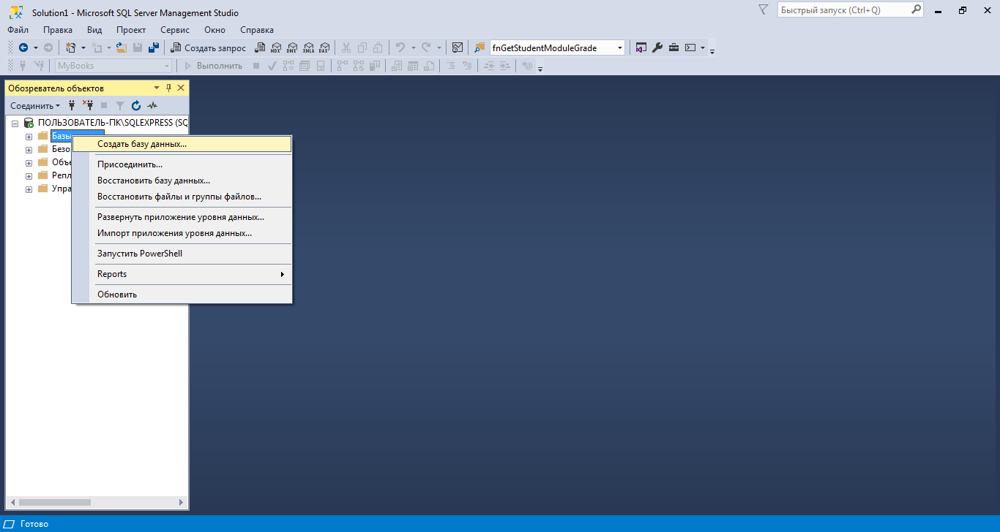 Solution1 - Microsoft SQL Server Management Studio
Быстрый запуск (Ctrl+Q)
Файл Правка Вид Проект Сервис Окно Справка
Создать запрос MDX DMX XMLA DAX fnGetStudentModuleGrade
MyBooks Выполнить
Обозреватель объектов
Соединить
ПОЛЬЗОВАТЕЛЬ-ПК\SQLEXPRESS (SQ
Базы
Создать базу данных...
Безо
Объе
Присоединить...
Репл
Восстановить базу данных...
Упра
Восстановить файлы и группы файлов...
Развернуть приложение уровня данных...
Импорт приложения уровня данных...
Запустить PowerShell
Reports
Обновить
Готово